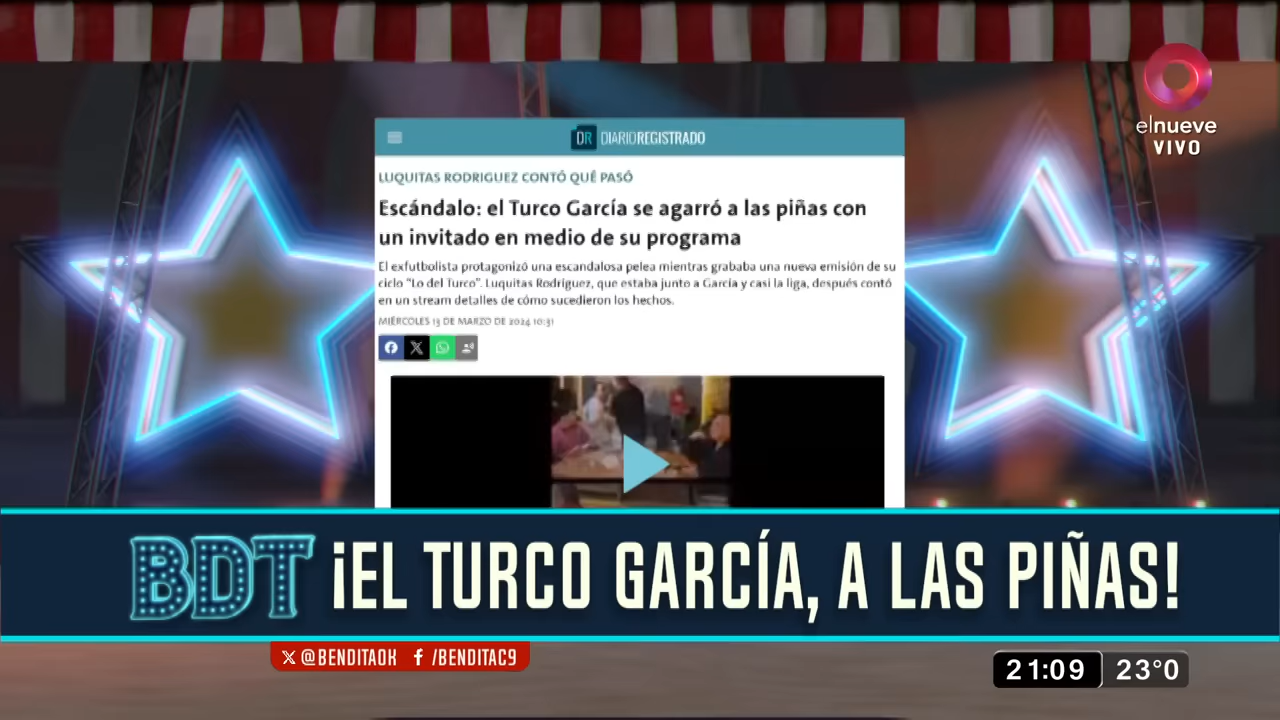 elnueve
VIVO
DR DIARIOREGISTRADO
LUQUITAS RODRIGUEZ CONTÓ QUÉ PASÓ
Escándalo: el Turco García se agarró a las piñas con
un invitado en medio de su programa
El exfutbolista protagonizó una escandalosa pelea mientras grababa una nueva emisión de su
ciclo "Lo del Turco". Luquitas Rodríguez, que estaba junto a García y casi la liga, después contó
en un stream detalles de cómo sucedieron los hechos.
MIÉRCOLES 13 DE MARZO DE 2024 10:31
BDT ¡EL TURCO GARCÍA, A LAS PIÑAS!
X @BENDITAOK f /BENDITAC9
21:09 23°0